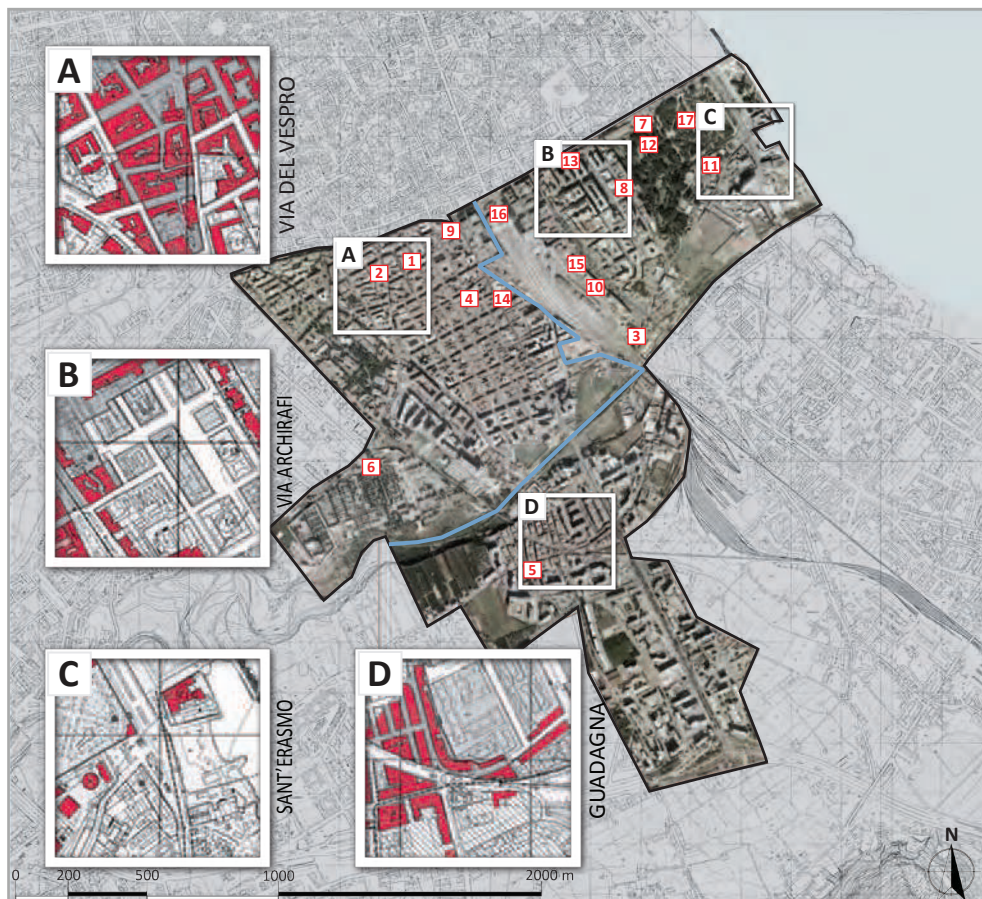 A
VIA DEL VESPRO
B
VIA ARCHIRAFI
C
SANT'ERASMO
D
GUADAGNA
7
17
C
12
11
B
13
8
16
9
A
1
2
15
10
4
14
3
6
D
5
N
0 200 500 1000 2000 m